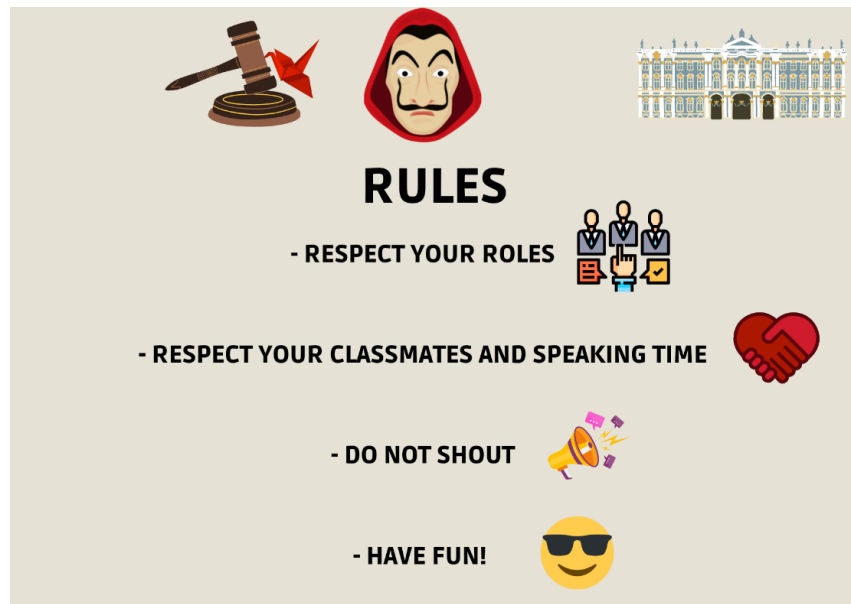 RULES
- RESPECT YOUR ROLES
- RESPECT YOUR CLASSMATES AND SPEAKING TIME
- DO NOT SHOUT
- HAVE FUN!